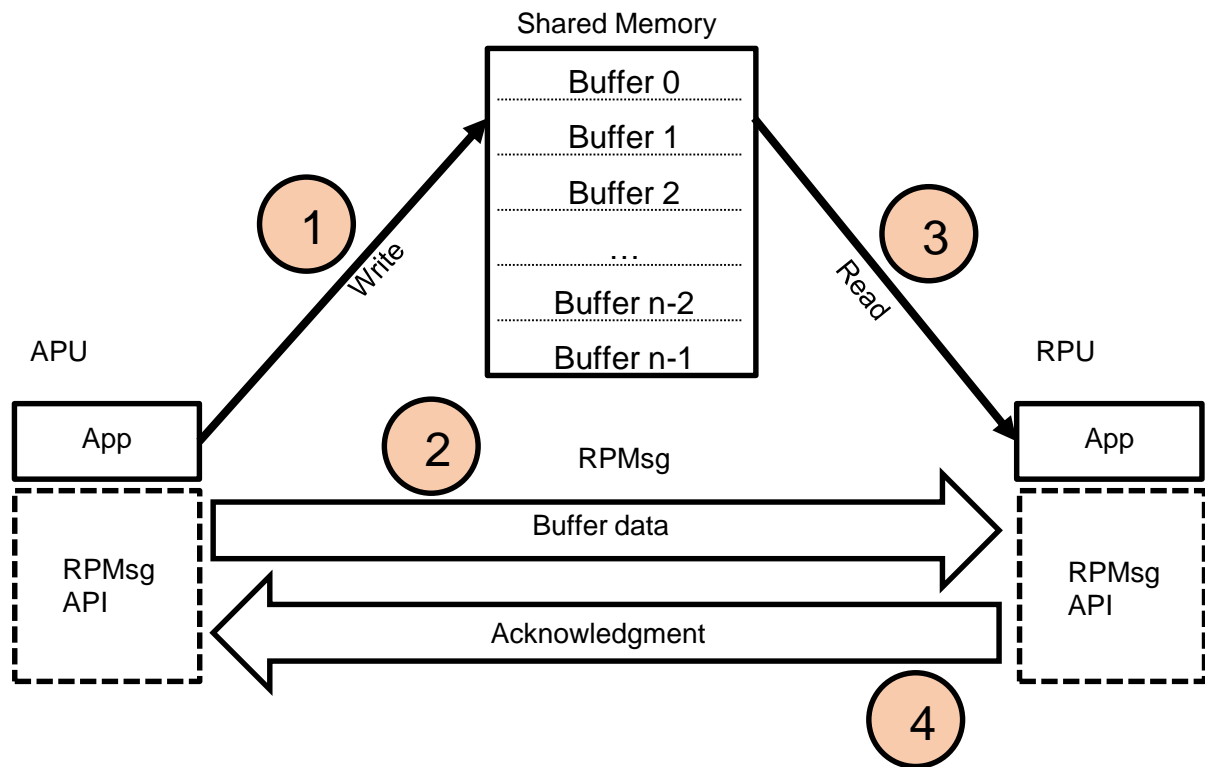 Shared Memory
Buffer 0
Buffer 1
Buffer 2
...
Buffer n-2
Buffer n-1
1
Write
3
Read
APU
RPU
App
App
2
RPMsg
Buffer data
RPMsg
API
RPMsg
API
Acknowledgment
4